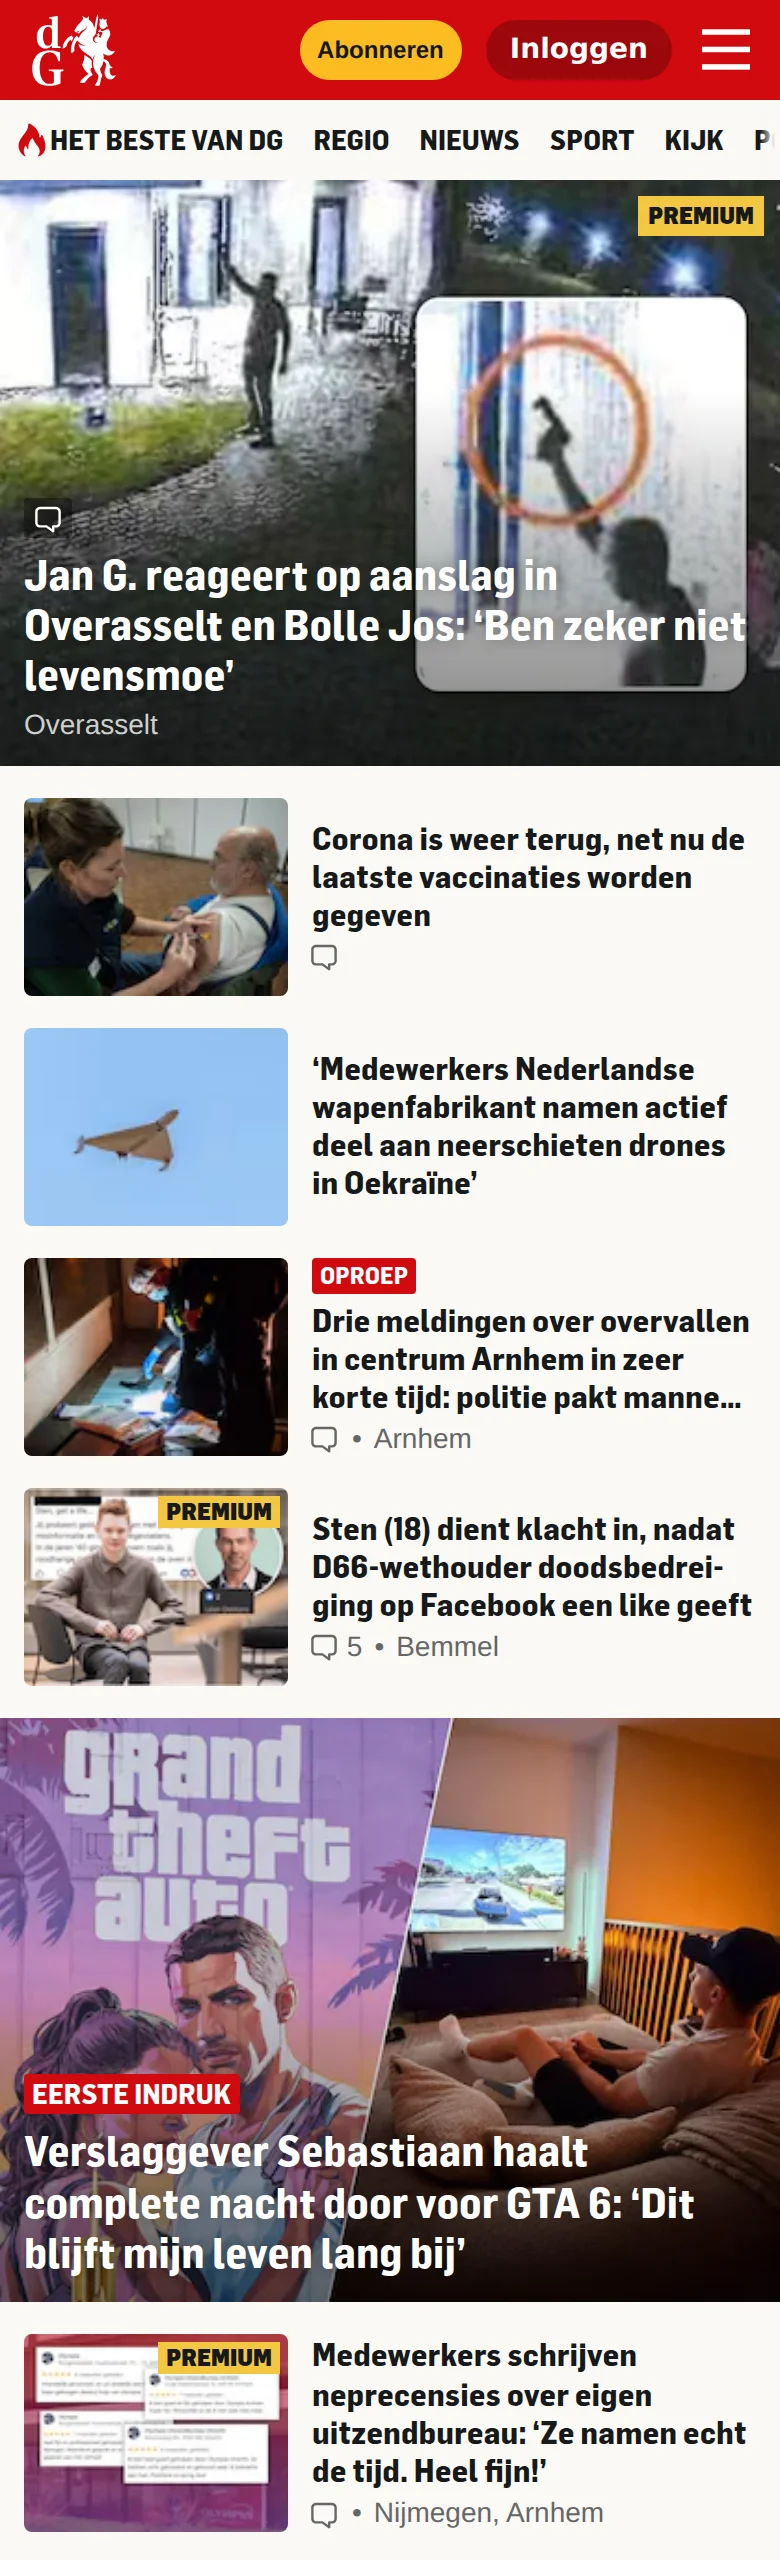 dG
Abonneren
Inloggen
HET BESTE VAN DG
REGIO
NIEUWS
SPORT
KIJK
PREMIUM
Jan G. reageert op aanslag in
Overasselt en Bolle Jos: ‘Ben zeker niet
levensmoe’
Overasselt
Corona is weer terug, net nu de
laatste vaccinaties worden
gegeven
‘Medewerkers Nederlandse
wapenfabrikant namen actief
deel aan neerschieten drones
in Oekraïne’
OPROEP
Drie meldingen over overvallen
in centrum Arnhem in zeer
korte tijd: politie pakt manne...
• Arnhem
PREMIUM
Sten (18) dient klacht in, nadat
D66-wethouder doodsbedrei-
ging op Facebook een like geeft
5 • Bemmel
grand
theft
auto
EERSTE INDRUK
Verslaggever Sebastiaan haalt
complete nacht door voor GTA 6: ‘Dit
blijft mijn leven lang bij’
PREMIUM
Medewerkers schrijven
neprecensies over eigen
uitzendbureau: ‘Ze namen echt
de tijd. Heel fijn!’
• Nijmegen, Arnhem